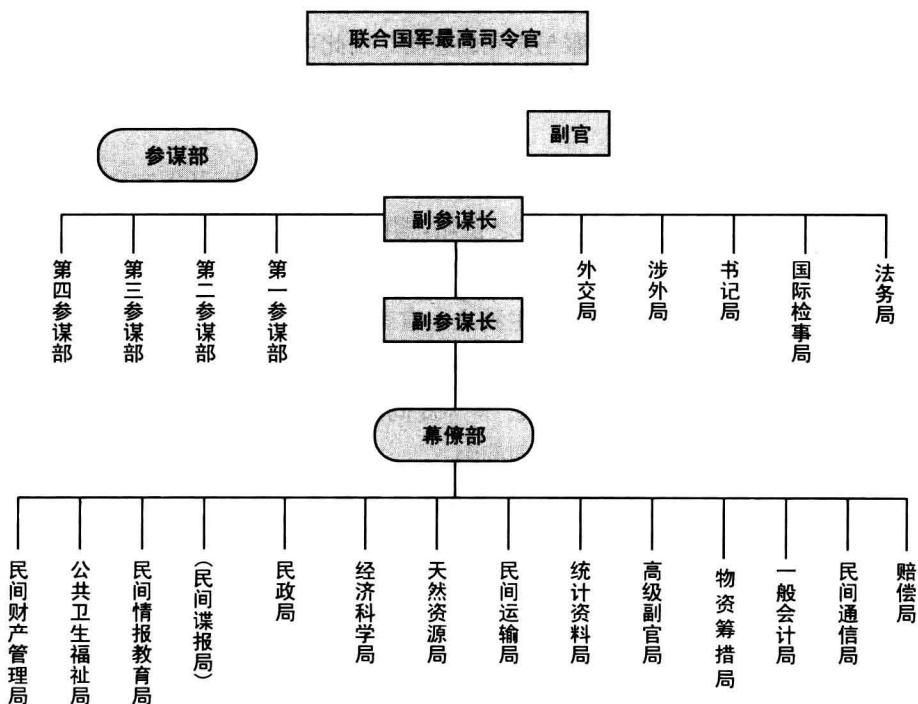 联合国军最高司令官
副官
参谋部
副参谋长
第四参谋部
第三参谋部
第二参谋部
第一参谋部
外交局
涉外局
书记局
国际检事局
法务局
副参谋长
幕僚部
民间财产管理局
公共卫生福祉局
民间情报教育局
(民间谍报局)
民政局
经济科学局
天然资源局
民间运输局
统计资料局
高级副官局
物资筹措局
一般会计局
民间通信局
赔偿局